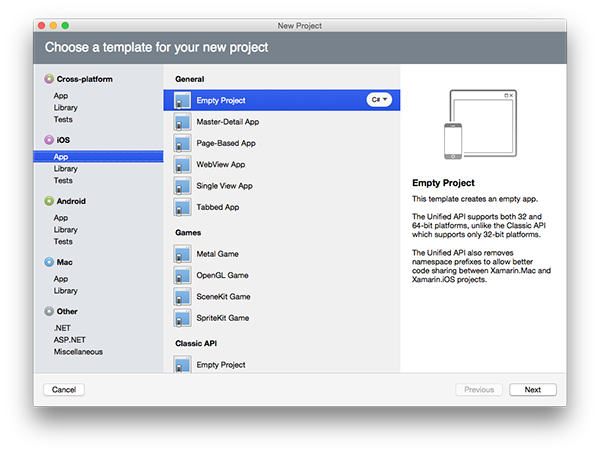 New Project
Choose a template for your new project
Cross-platform
App
Library
Tests
iOS
App
Library
Tests
Android
App
Library
Tests
Mac
App
Library
Other
.NET
ASP.NET
Miscellaneous
General
Empty Project
C#
Master-Detail App
Page-Based App
WebView App
Single View App
Tabbed App
Games
Metal Game
OpenGL Game
SceneKit Game
SpriteKit Game
Classic API
Empty Project
Empty Project
This template creates an empty app.
The Unified API supports both 32 and
64-bit platforms, unlike the Classic API
which supports only 32-bit platforms.
The Unified API also removes
namespace prefixes to allow better
code sharing between Xamarin.Mac and
Xamarin.iOS projects.
Cancel
Previous
Next